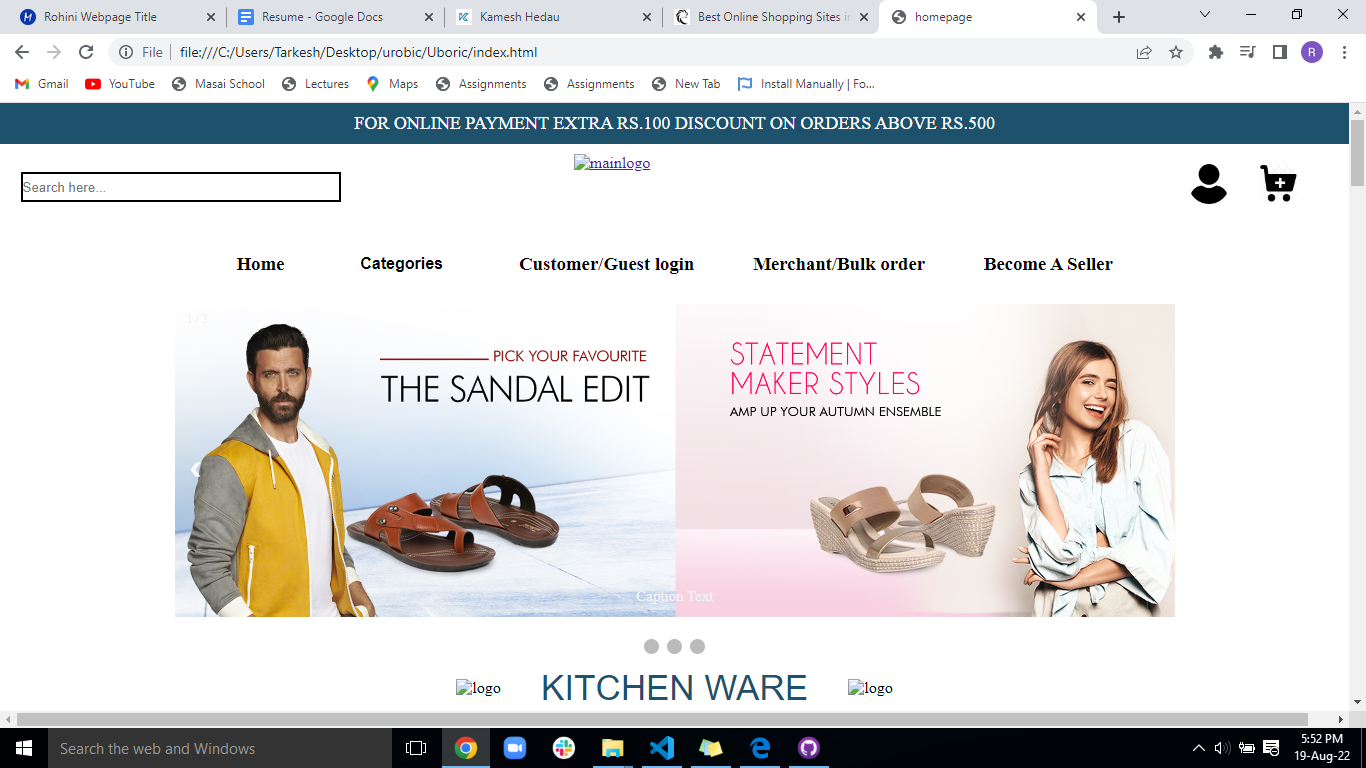 Rohini Webpage Title
Resume - Google Docs
Kamesh Hedau
Best Online Shopping Sites in
homepage
File
file:///C:/Users/Tarkesh/Desktop/urobic/Uboric/index.html
R
Gmail
YouTube
Masai School
Lectures
Maps
Assignments
Assignments
New Tab
Install Manually | Fo...
FOR ONLINE PAYMENT EXTRA RS.100 DISCOUNT ON ORDERS ABOVE RS.500
mainlogo
Search here...
Home
Categories
Customer/Guest login
Merchant/Bulk order
Become A Seller
1 / 3
PICK YOUR FAVOURITE
THE SANDAL EDIT
STATEMENT
MAKER STYLES
AMP UP YOUR AUTUMN ENSEMBLE
Caption Text
logo
KITCHEN WARE
logo
Search the web and Windows
5:52 PM
19-Aug-22